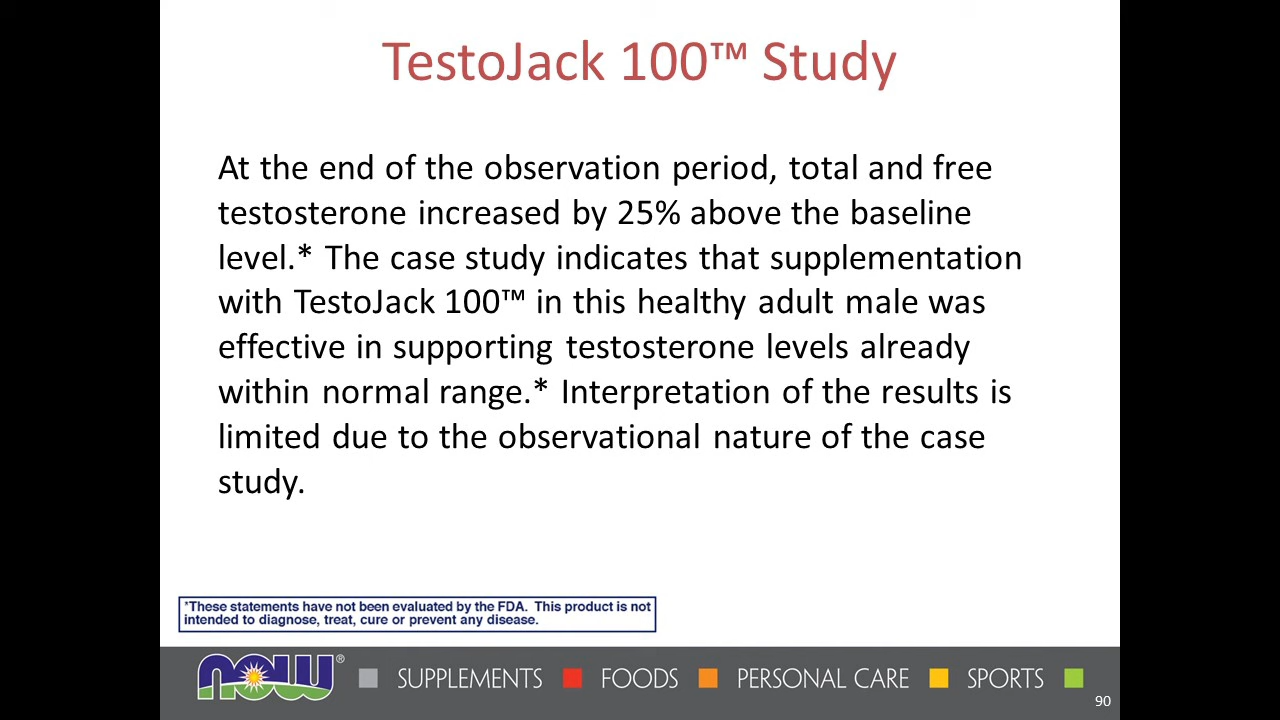 TestoJack 100™ Study
At the end of the observation period, total and free
testosterone increased by 25% above the baseline
level.* The case study indicates that supplementation
with TestoJack 100™ in this healthy adult male was
effective in supporting testosterone levels already
within normal range.* Interpretation of the results is
limited due to the observational nature of the case
study.
*These statements have not been evaluated by the FDA. This product is not
intended to diagnose, treat, cure or prevent any disease.
now® SUPPLEMENTS FOODS PERSONAL CARE SPORTS
90